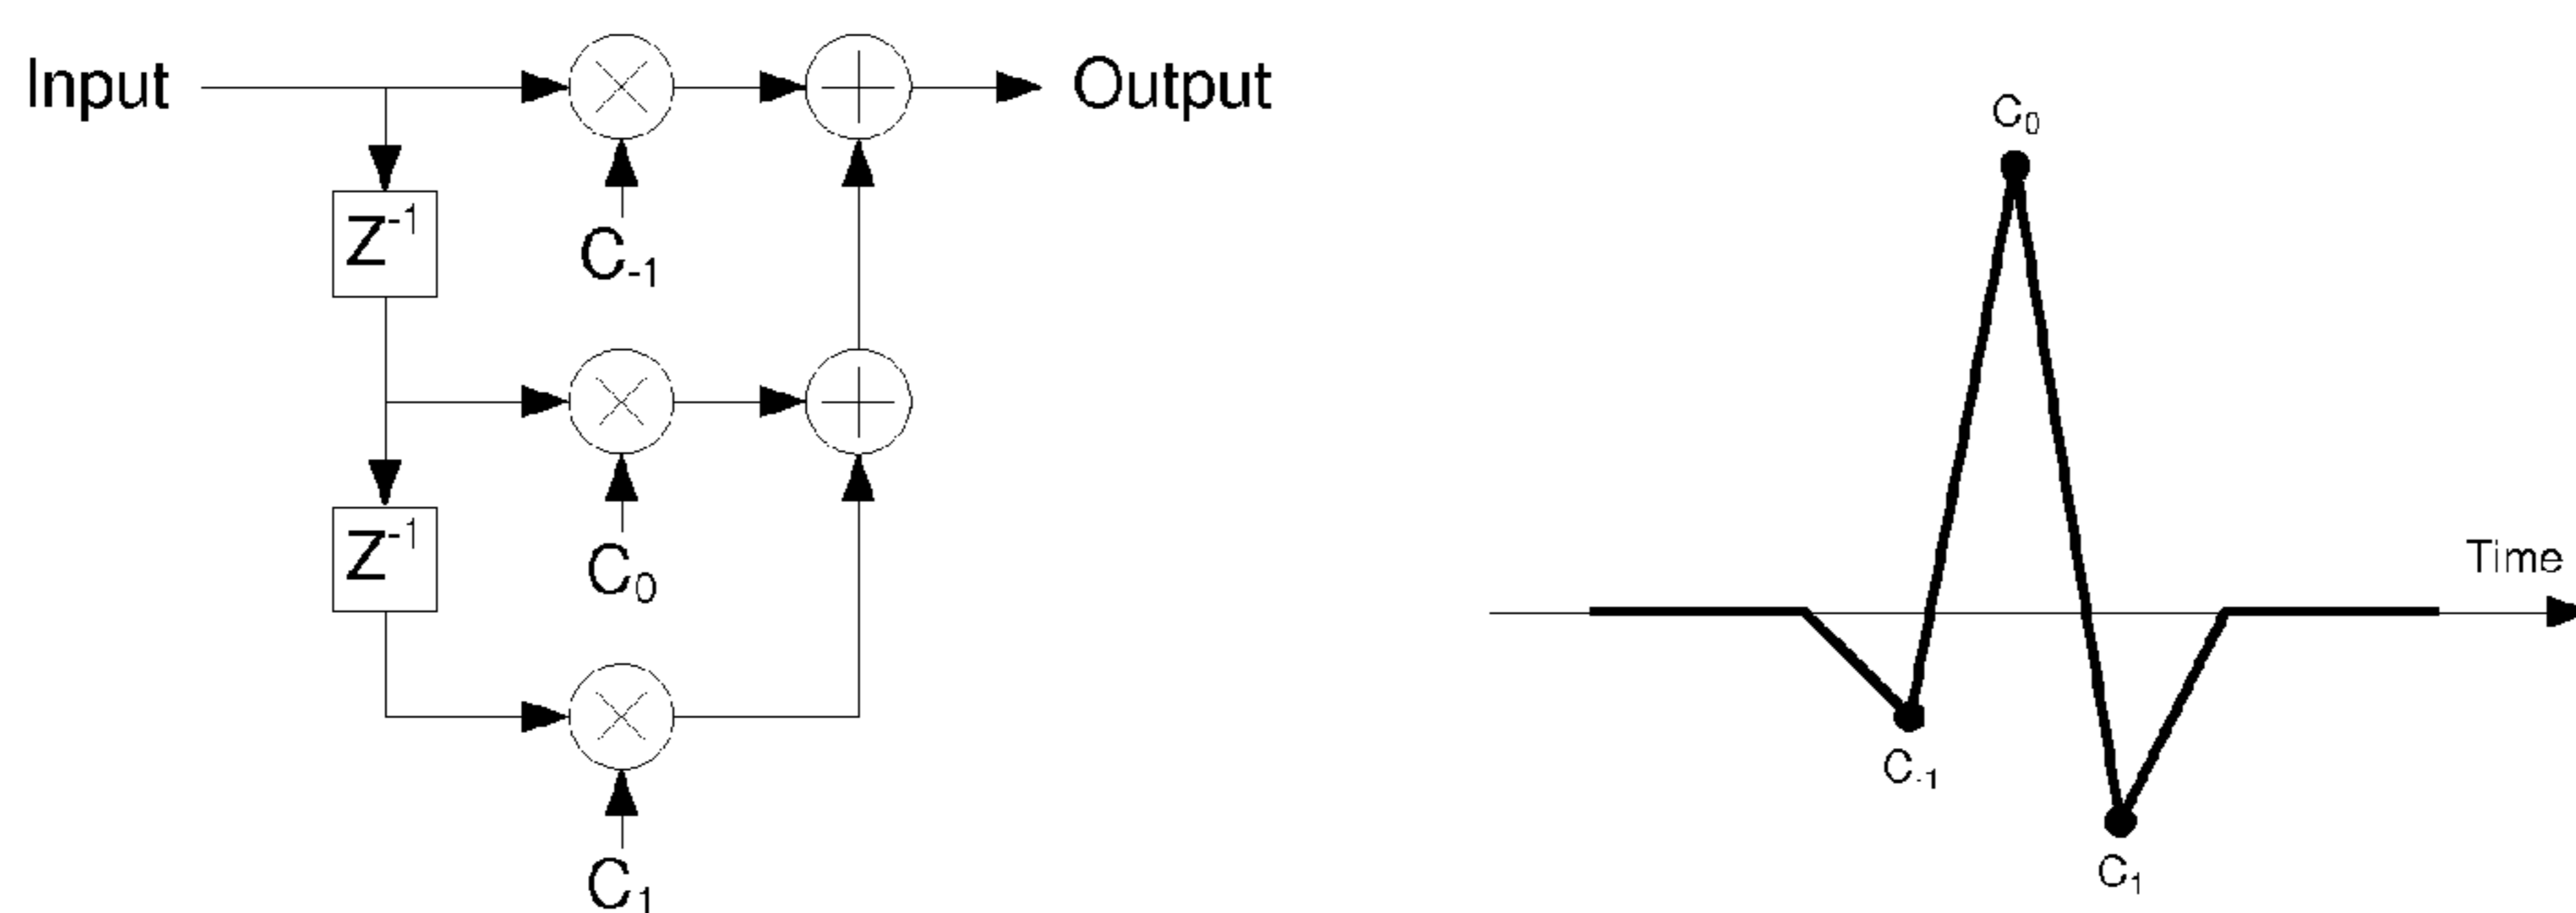 Input
Output
Z⁻¹
C₋₁
Z⁻¹
C₀
C₁
C₀
Time
C₋₁
C₁